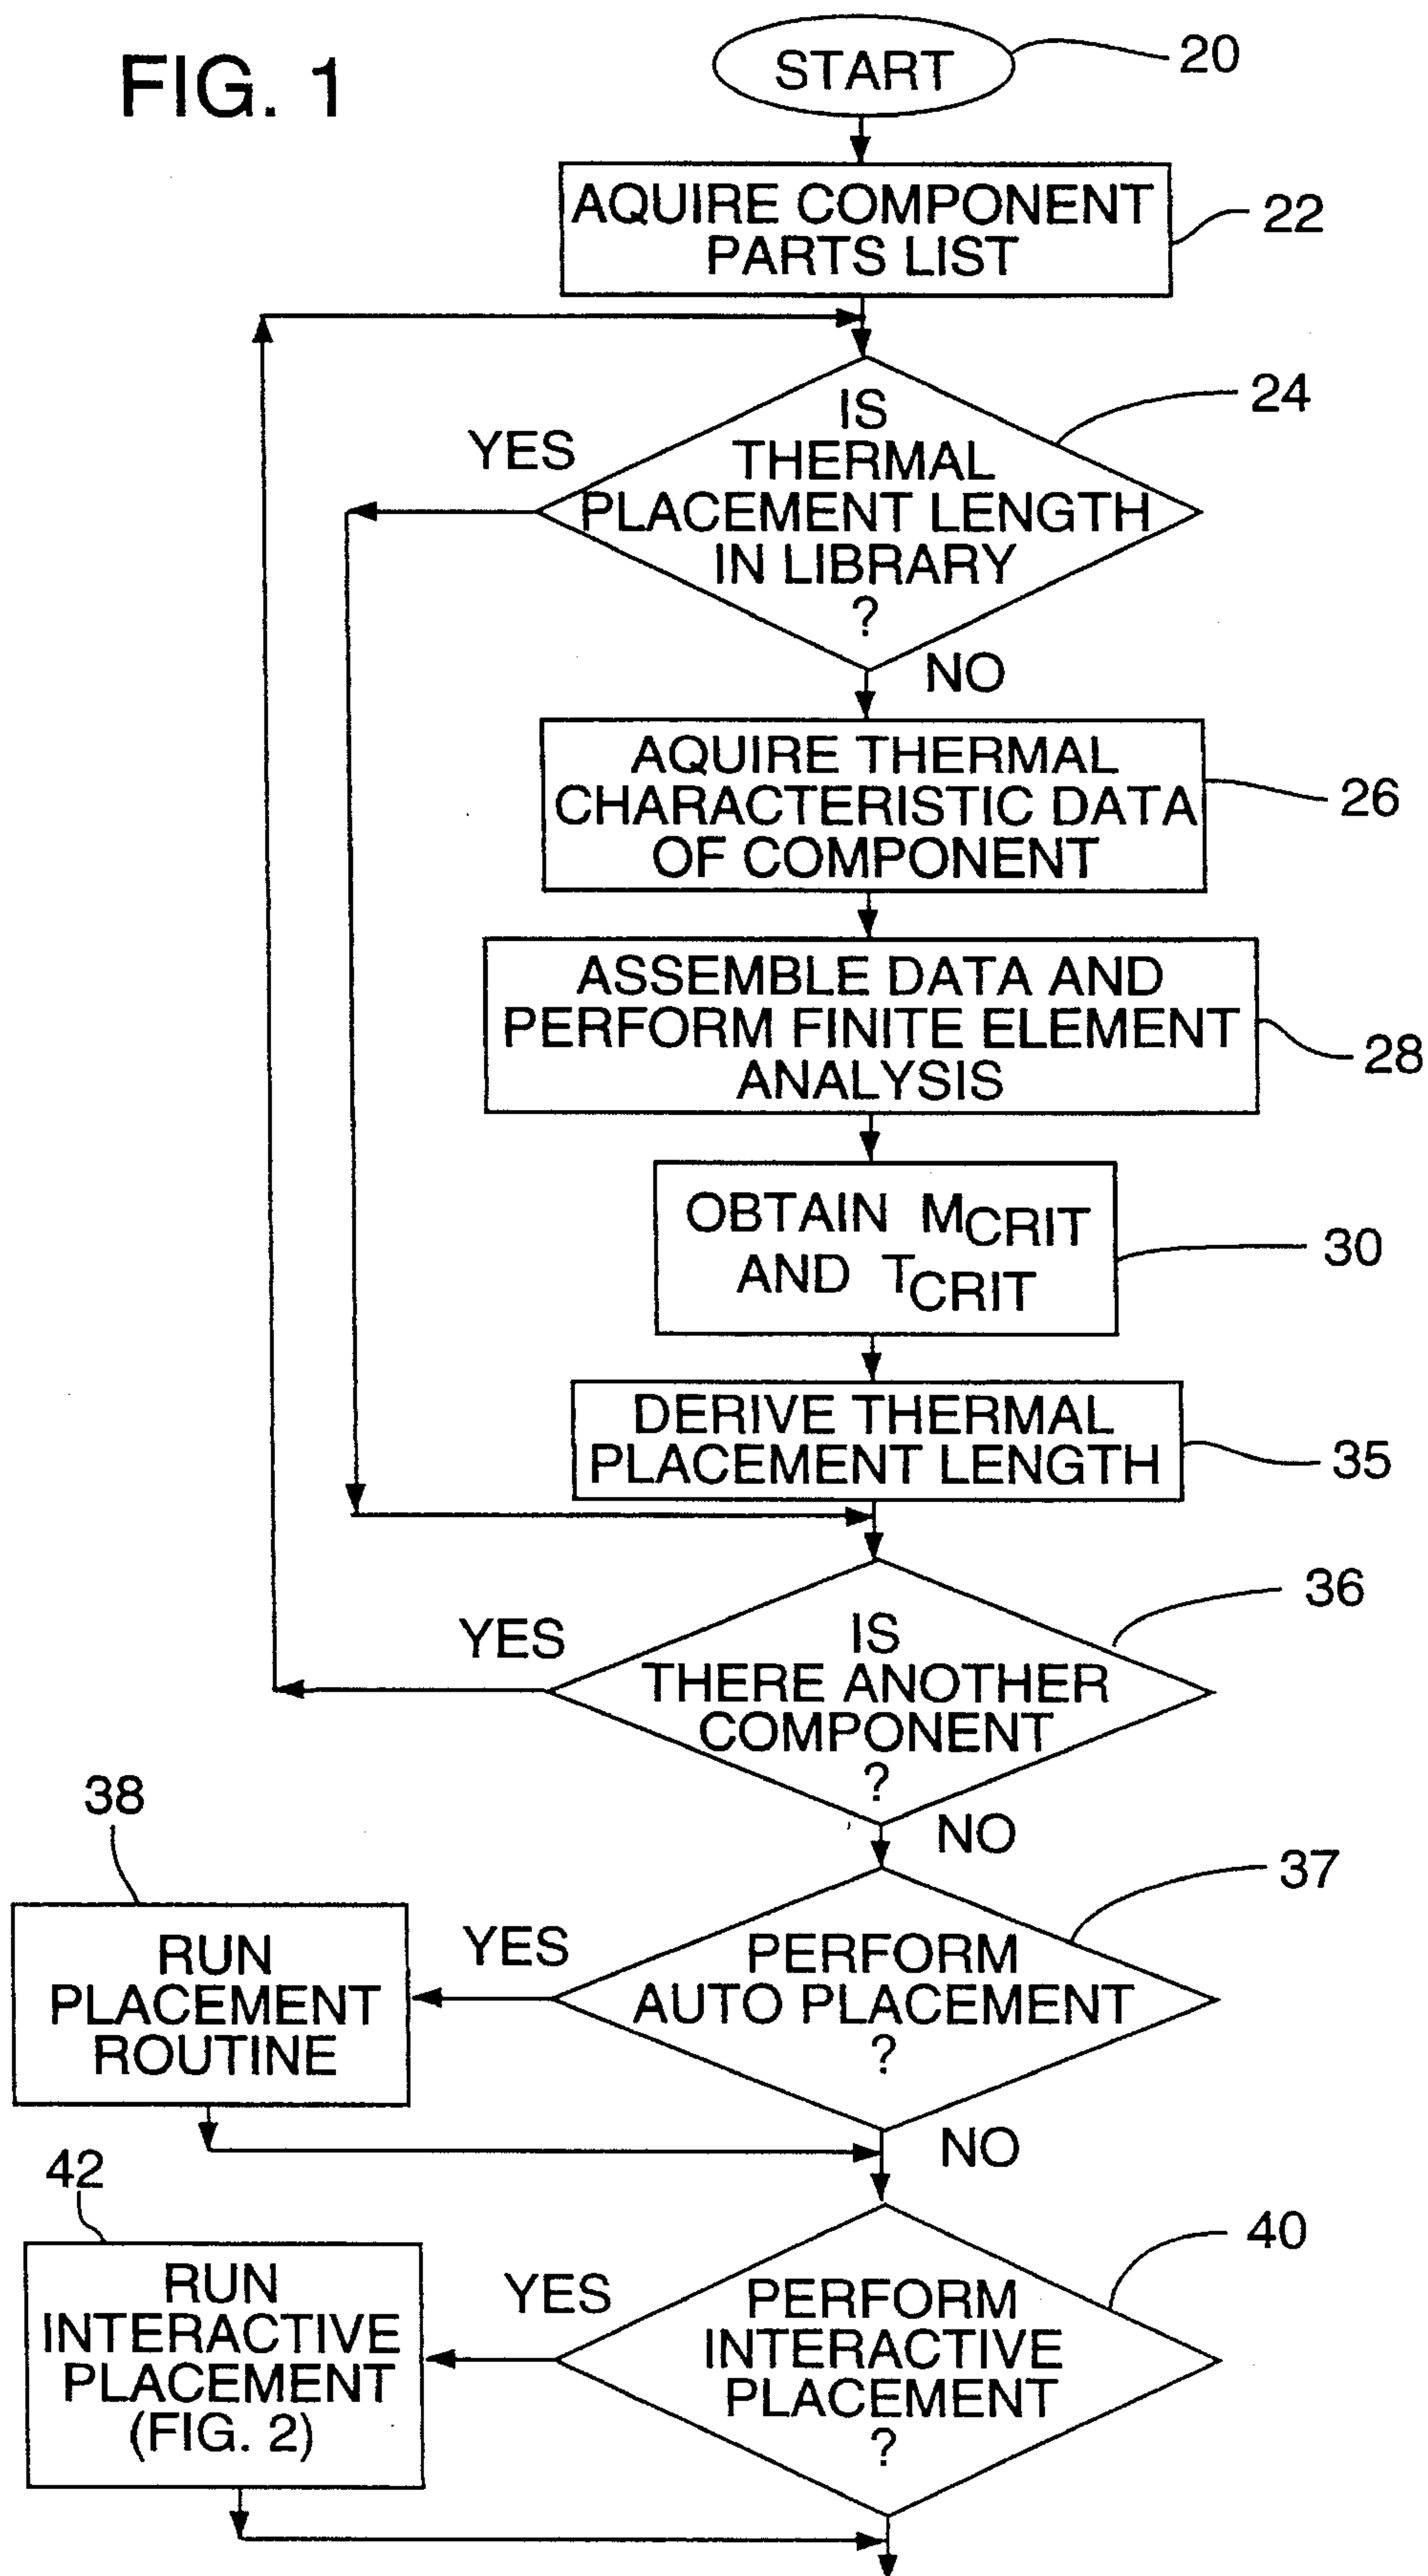 FIG. 1
START
20
AQUIRE COMPONENT
PARTS LIST
22
IS
THERMAL
PLACEMENT LENGTH
IN LIBRARY
?
24
YES
NO
AQUIRE THERMAL
CHARACTERISTIC DATA
OF COMPONENT
26
ASSEMBLE DATA AND
PERFORM FINITE ELEMENT
ANALYSIS
28
OBTAIN MCRIT
AND TCRIT
30
DERIVE THERMAL
PLACEMENT LENGTH
35
IS
THERE ANOTHER
COMPONENT
?
36
YES
NO
PERFORM
AUTO PLACEMENT
?
37
YES
38
RUN
PLACEMENT
ROUTINE
NO
PERFORM
INTERACTIVE
PLACEMENT
?
40
YES
42
RUN
INTERACTIVE
PLACEMENT
(FIG. 2)